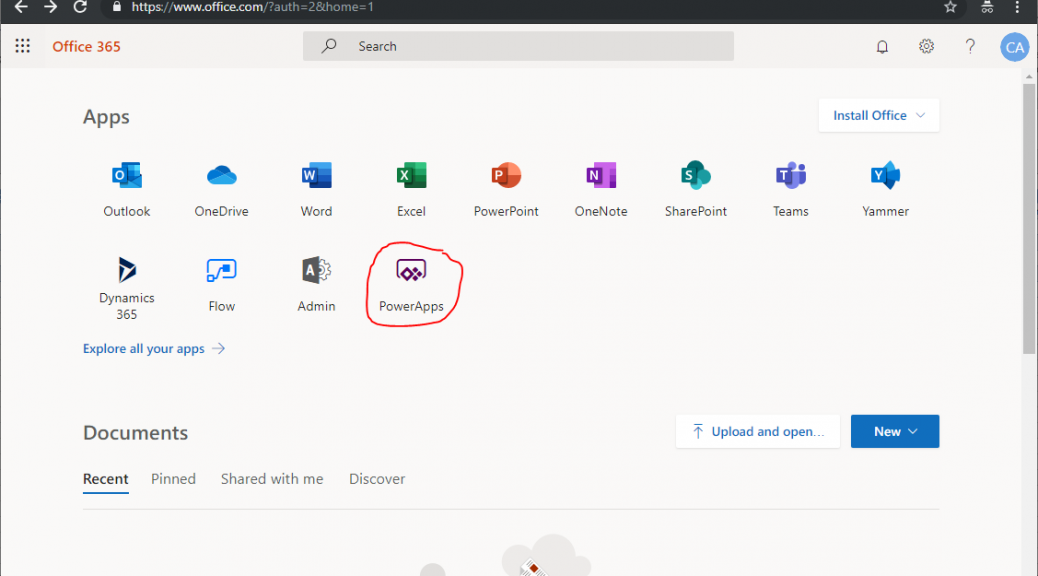 https://www.office.com/?auth=2&home=1
Office 365
Search
?
CA
Apps
Install Office
Outlook
OneDrive
Word
Excel
PowerPoint
OneNote
SharePoint
Teams
Yammer
Dynamics
365
Flow
Admin
PowerApps
Explore all your apps
Documents
Upload and open...
New
Recent
Pinned
Shared with me
Discover